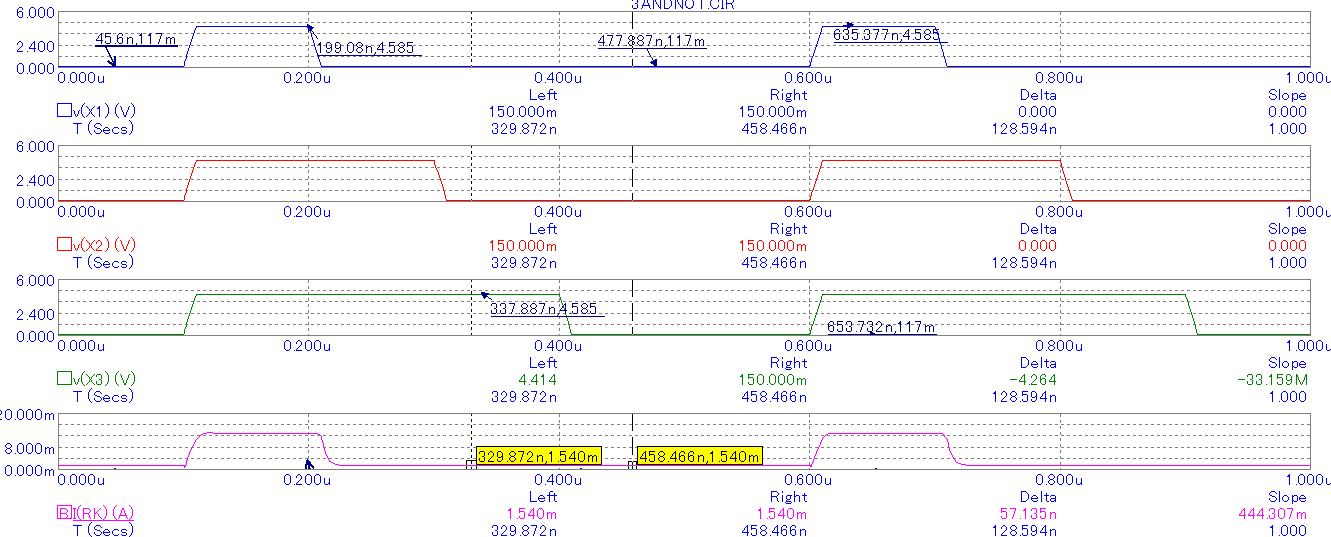 3ANDNOT.CIR
6.000
45.6n,117m 199.08n,4.585 477.887n,117m 635.377n,4.585
2.400
0.000
0.000u 0.200u 0.400u 0.600u 0.800u 1.000u
Left Right Delta Slope
v(X1) (V) 150.000m 150.000m 0.000 0.000
T (Secs) 329.872n 458.466n 128.594n 1.000
6.000
2.400
0.000
0.000u 0.200u 0.400u 0.600u 0.800u 1.000u
Left Right Delta Slope
v(X2) (V) 150.000m 150.000m 0.000 0.000
T (Secs) 329.872n 458.466n 128.594n 1.000
6.000
337.887n,4.585
2.400
653.732n,117m
0.000
0.000u 0.200u 0.400u 0.600u 0.800u 1.000u
Left Right Delta Slope
v(X3) (V) 4.414 150.000m -4.264 -33.159M
T (Secs) 329.872n 458.466n 128.594n 1.000
20.000m
8.000m 329.872n,1.540m 458.466n,1.540m
0.000m
0.000u 0.200u 0.400u 0.600u 0.800u 1.000u
Left Right Delta Slope
B I(RK) (A) 1.540m 1.540m 57.135n 444.307m
T (Secs) 329.872n 458.466n 128.594n 1.000